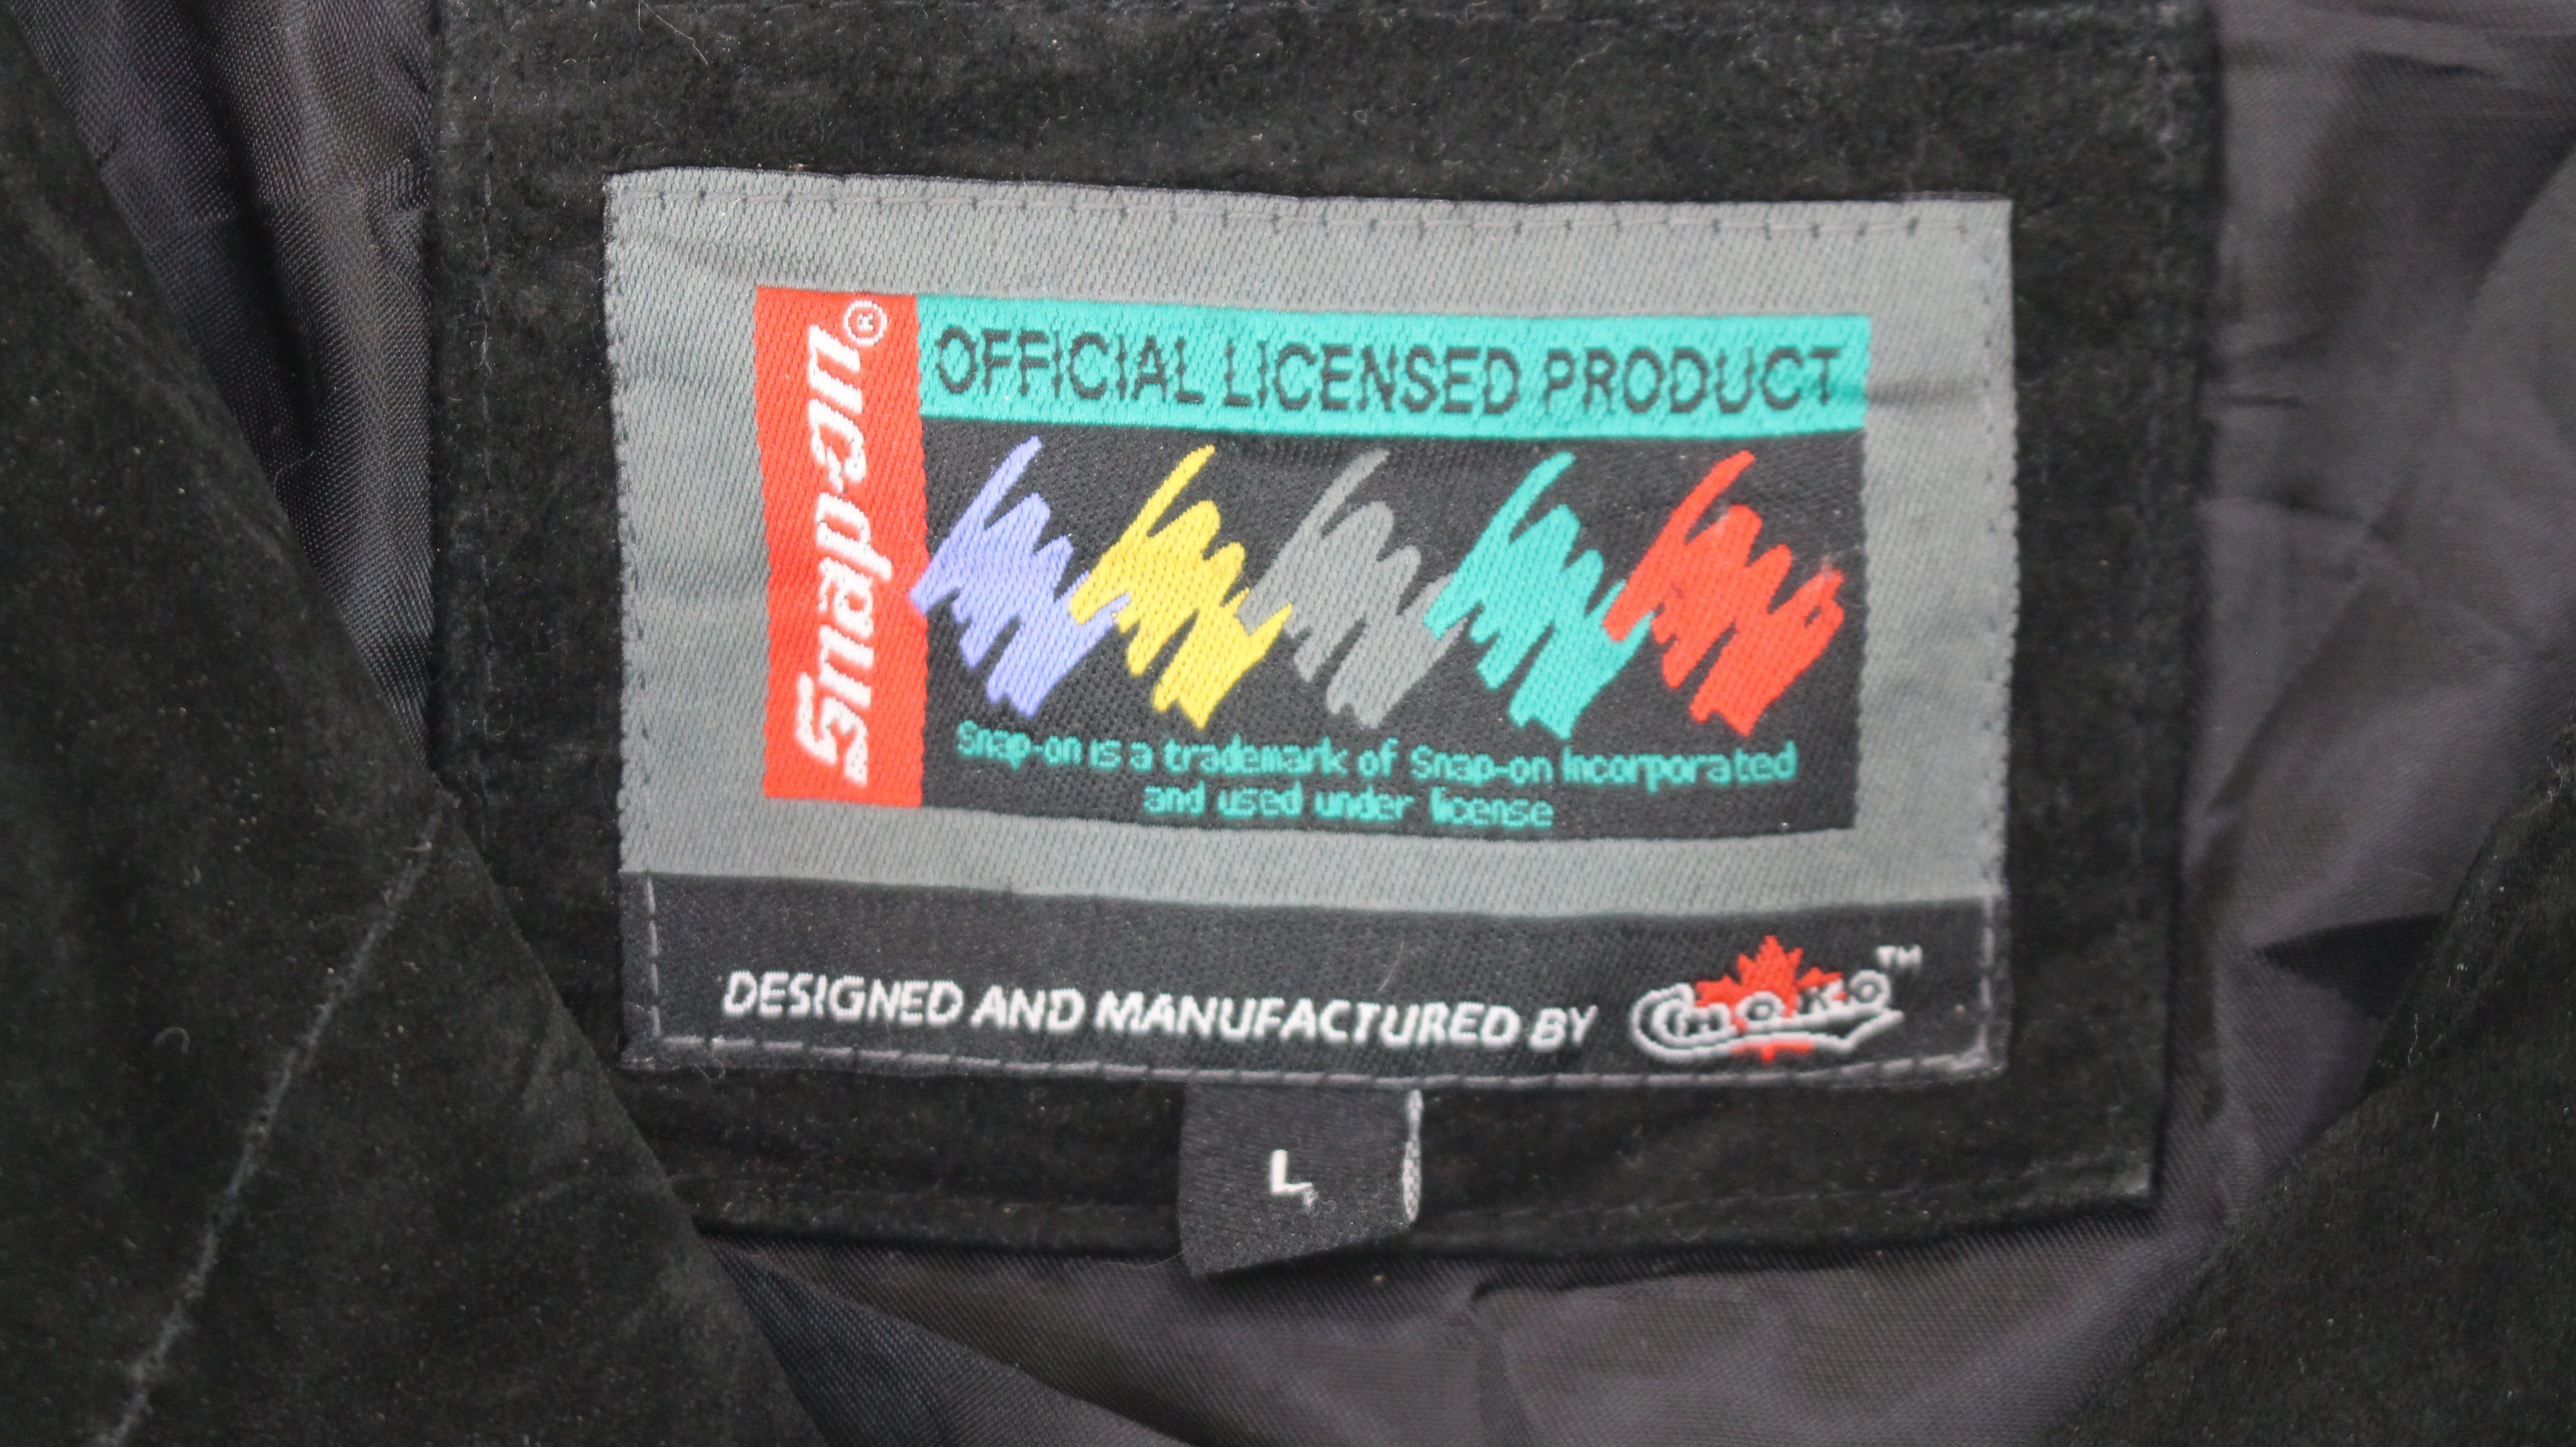 Snap-on®
OFFICIAL LICENSED PRODUCT
Snap-on is a trademark of Snap-on Incorporated
and used under license
DESIGNED AND MANUFACTURED BY Choko™
L